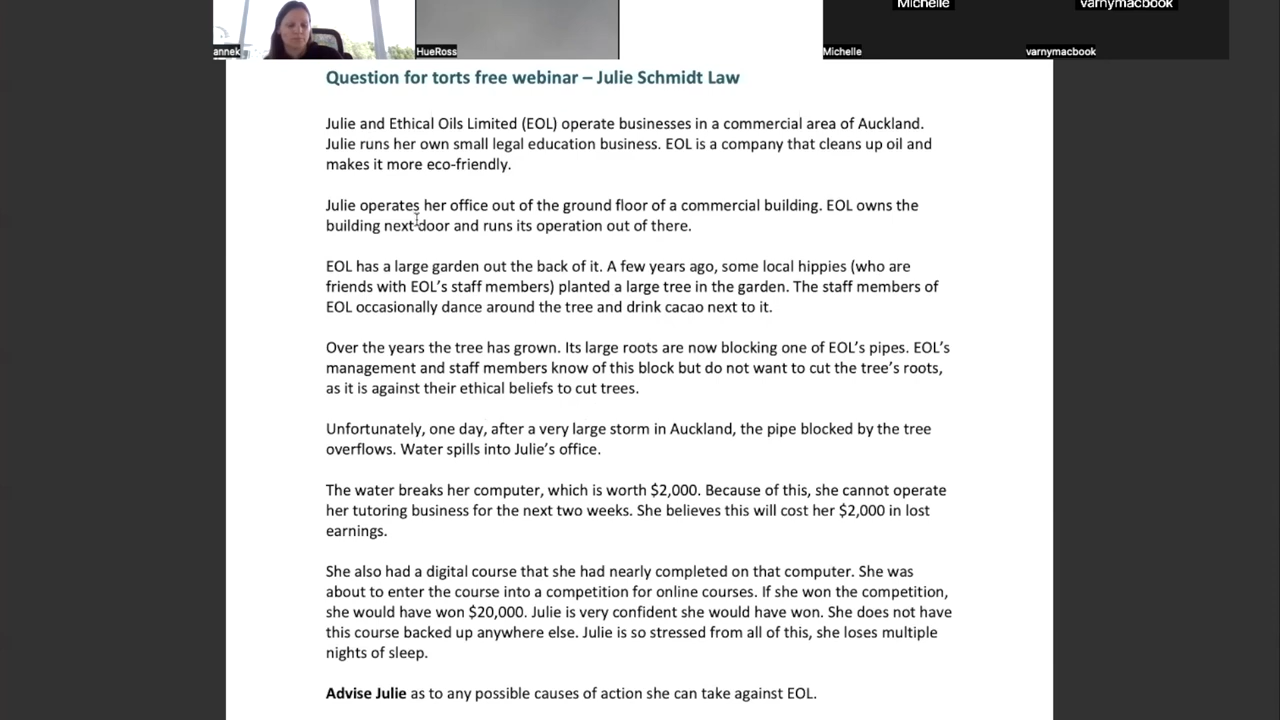 Michelle
varnymacbook
annek
HueRoss
Michelle
varnymacbook
Question for torts free webinar – Julie Schmidt Law
Julie and Ethical Oils Limited (EOL) operate businesses in a commercial area of Auckland.
Julie runs her own small legal education business. EOL is a company that cleans up oil and
makes it more eco-friendly.
Julie operates her office out of the ground floor of a commercial building. EOL owns the
building next door and runs its operation out of there.
EOL has a large garden out the back of it. A few years ago, some local hippies (who are
friends with EOL’s staff members) planted a large tree in the garden. The staff members of
EOL occasionally dance around the tree and drink cacao next to it.
Over the years the tree has grown. Its large roots are now blocking one of EOL’s pipes. EOL’s
management and staff members know of this block but do not want to cut the tree’s roots,
as it is against their ethical beliefs to cut trees.
Unfortunately, one day, after a very large storm in Auckland, the pipe blocked by the tree
overflows. Water spills into Julie’s office.
The water breaks her computer, which is worth $2,000. Because of this, she cannot operate
her tutoring business for the next two weeks. She believes this will cost her $2,000 in lost
earnings.
She also had a digital course that she had nearly completed on that computer. She was
about to enter the course into a competition for online courses. If she won the competition,
she would have won $20,000. Julie is very confident she would have won. She does not have
this course backed up anywhere else. Julie is so stressed from all of this, she loses multiple
nights of sleep.
Advise Julie as to any possible causes of action she can take against EOL.